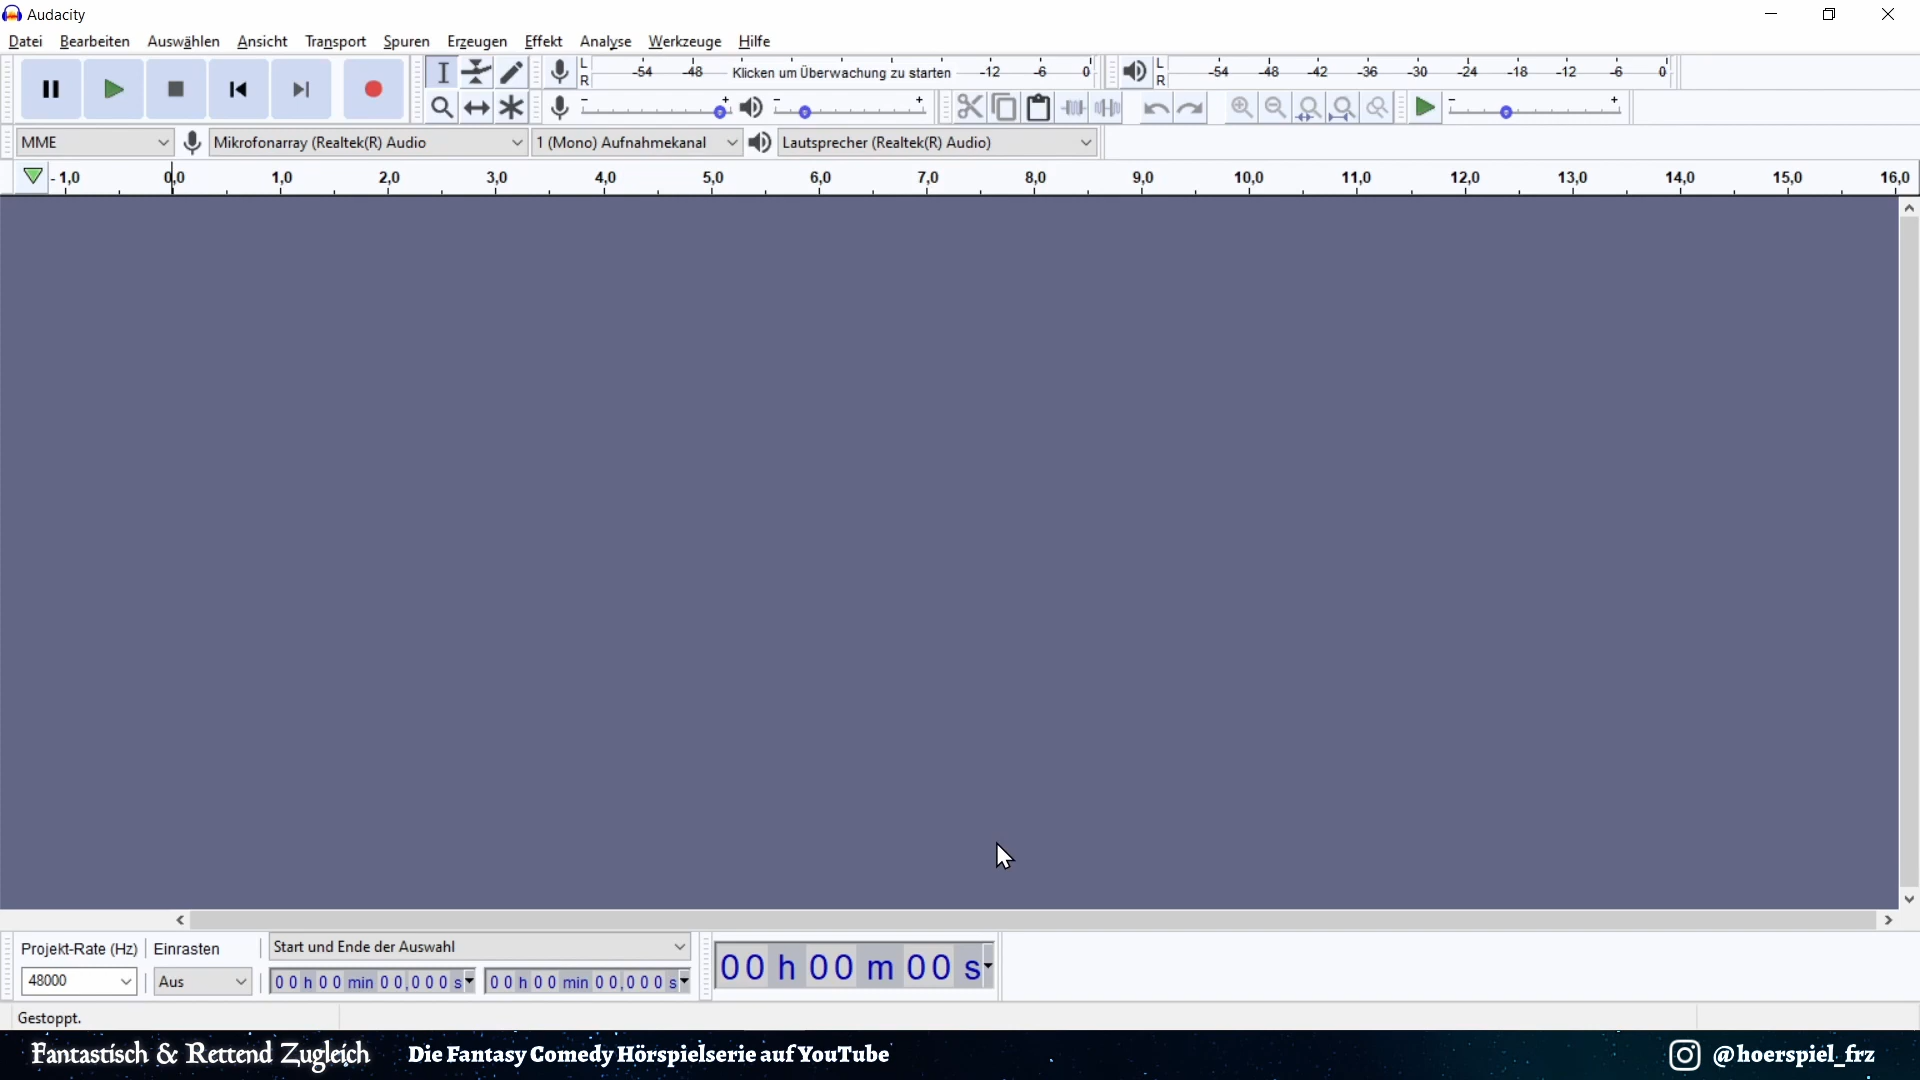 Audacity
Datei Bearbeiten Auswählen Ansicht Transport Spuren Erzeugen Effekt Analyse Werkzeuge Hilfe
L R -54 -48 Klicken um Überwachung zu starten -12 -6 0 L R -54 -48 -42 -36 -30 -24 -18 -12 -6 0
- + - + - +
MME Mikrofonarray (Realtek(R) Audio 1 (Mono) Aufnahmekanal Lautsprecher (Realtek(R) Audio)
-1,0 0,0 1,0 2,0 3,0 4,0 5,0 6,0 7,0 8,0 9,0 10,0 11,0 12,0 13,0 14,0 15,0 16,0
Projekt-Rate (Hz) Einrasten Start und Ende der Auswahl
48000 Aus 00 h 00 min 00,000 s 00 h 00 min 00,000 s 00 h 00 m 00 s
Gestoppt.
Fantastisch & Rettend Zugleich Die Fantasy Comedy Hörspielserie auf YouTube @hoerspiel_frz